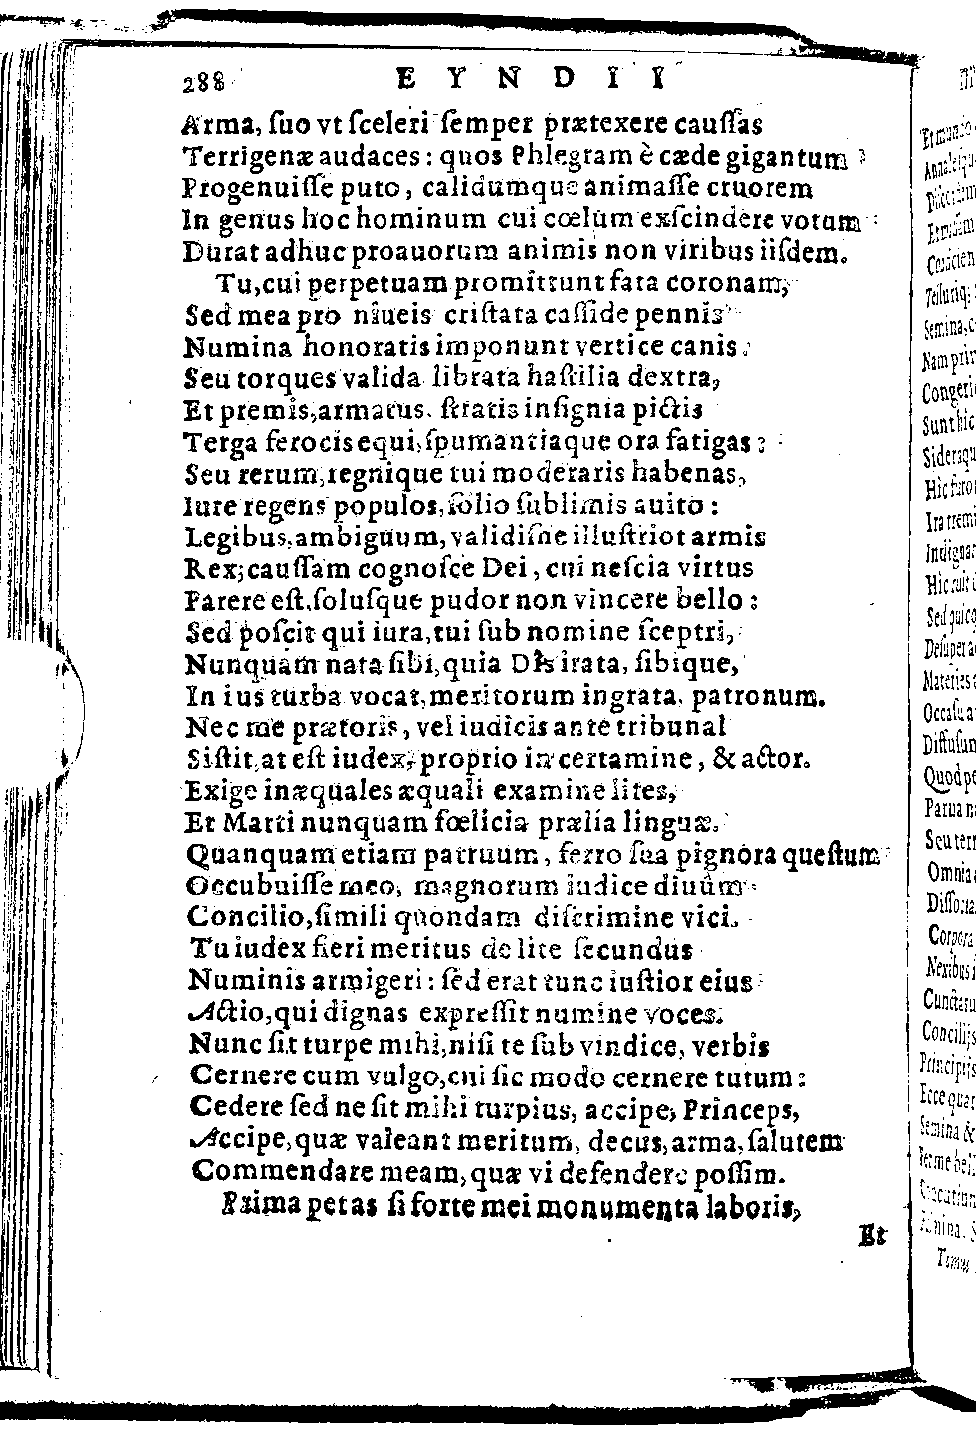 288 EYNDII
Arma, ſuo vt ſceleri ſemper prætexere cauſſas
Terrigenæ audaces: quos Phlegram è cæde gigantum
Progenuiſſe puto, calidumque animaſſe cruorem
In genus hoc hominum cui cœlum exſcindere votum
Durat adhuc proauorum animis non viribus iiſdem.
Tu, cui perpetuam promittunt fata coronam,
Sed mea pro niueis criſtata caſſide pennis
Numina honoratis imponunt vertice canis.
Seu torques valida librata haſtilia dextra,
Et premis, armatus. ſtratis inſignia pictis
Terga ferocis equi, ſpumantiaque ora fatigas:
Seu rerum, regnique tui moderaris habenas,
Iure regens populos, ſolio ſublimis auito:
Legibus, ambiguum, validiſne illuſtrior armis
Rex; cauſſam cognoſce Dei, cui neſcia virtus
Parere eſt, ſoluſque pudor non vincere bello:
Sed poſcit qui iura, tui ſub nomine ſceptri,
Nunquam nata ſibi, quia Dîs irata, ſibique,
In ius turba vocat, meritorum ingrata. patronum.
Nec me prætoris, vel iudicis ante tribunal
Siſtit, at eſt iudex, proprio in certamine, & actor.
Exige inæquales æquali examine lites,
Et Marti nunquam fœlicia prælia linguæ.
Quanquam etiam patruum, ferro ſua pignora queſtum
Occubuiſſe meo, magnorum iudice diuûm
Concilio, ſimili quondam diſcrimine vici.
Tu iudex fieri meritus de lite ſecundus
Numinis armigeri: ſed erat tunc iuſtior eius
Actio, qui dignas expreſſit numine voces.
Nunc ſit turpe mihi, niſi te ſub vindice, verbis
Cernere cum vulgo, cui ſic modo cernere tutum:
Cedere ſed ne ſit mihi turpius, accipe, Princeps,
Accipe, quæ valeant meritum, decus, arma, ſalutem
Commendare meam, quæ vi defendere poſſim.
Prima petas ſi forte mei monumenta laboris,
Et